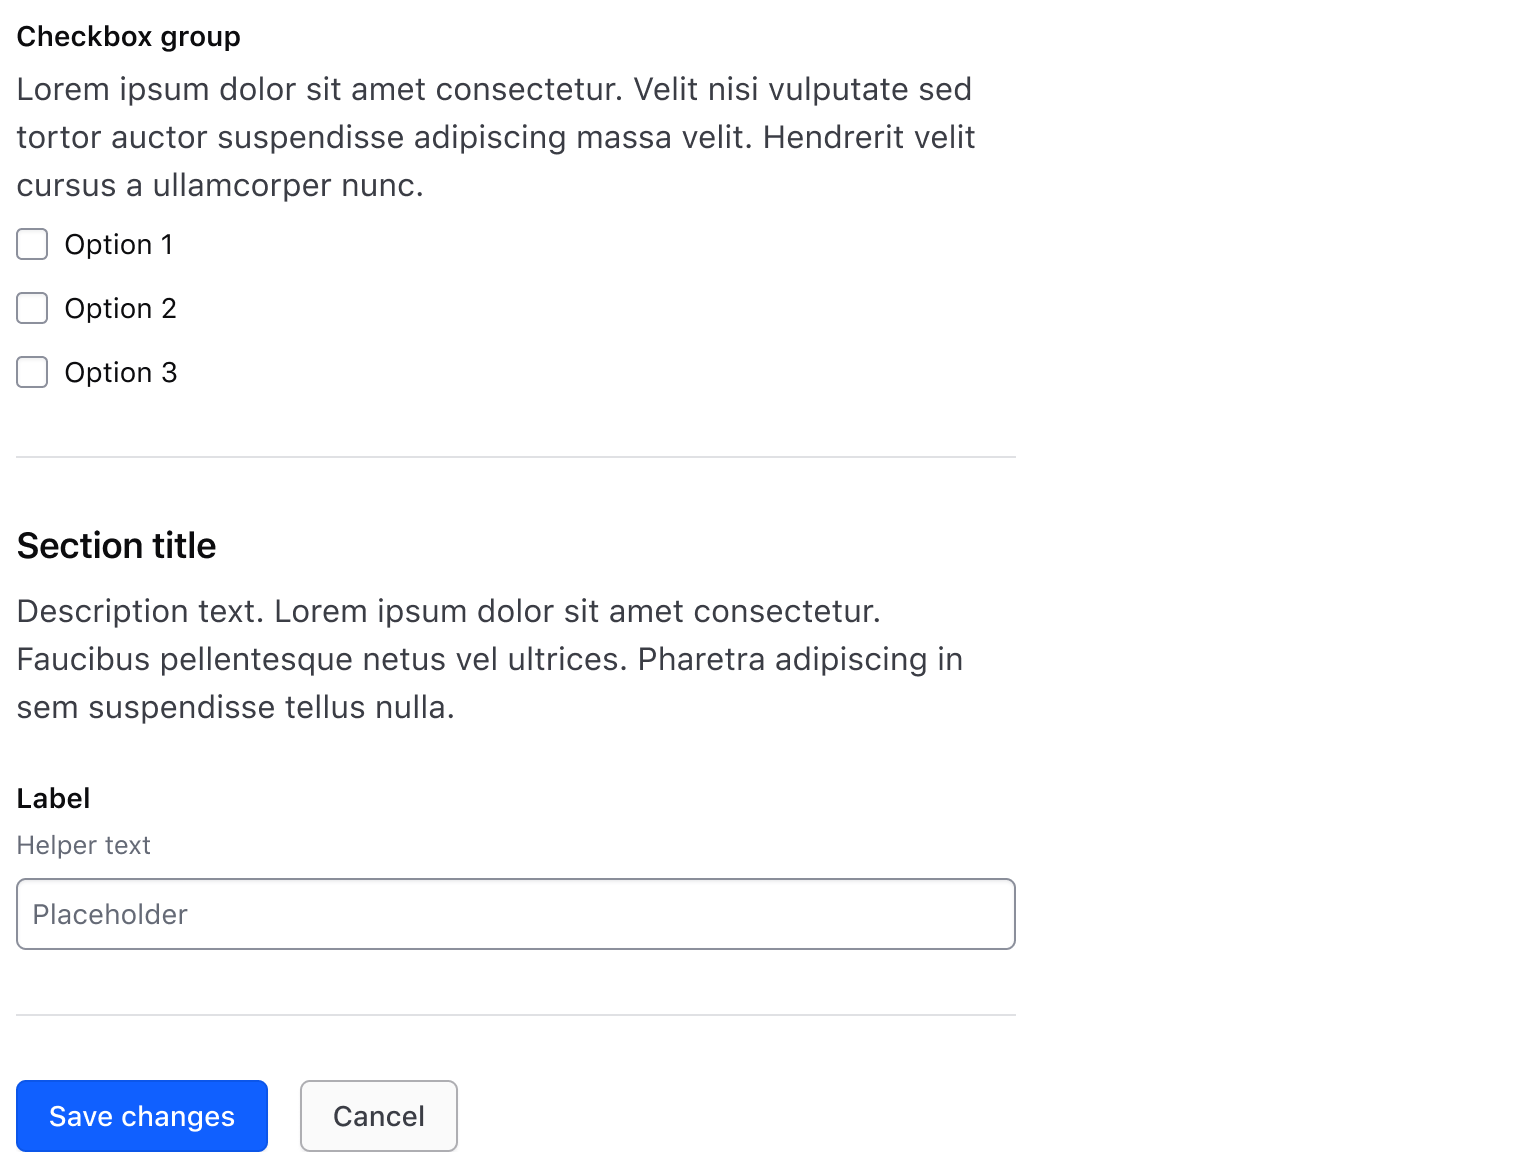 Checkbox group
Lorem ipsum dolor sit amet consectetur. Velit nisi vulputate sed
tortor auctor suspendisse adipiscing massa velit. Hendrerit velit
cursus a ullamcorper nunc.
Option 1
Option 2
Option 3
Section title
Description text. Lorem ipsum dolor sit amet consectetur.
Faucibus pellentesque netus vel ultrices. Pharetra adipiscing in
sem suspendisse tellus nulla.
Label
Helper text
Placeholder
Save changes
Cancel